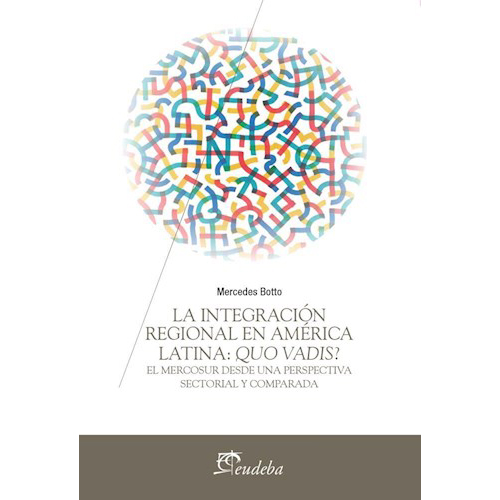 Mercedes Botto
LA INTEGRACIÓN
REGIONAL EN AMÉRICA
LATINA: QUO VADIS?
EL MERCOSUR DESDE UNA PERSPECTIVA
SECTORIAL Y COMPARADA
eudeba